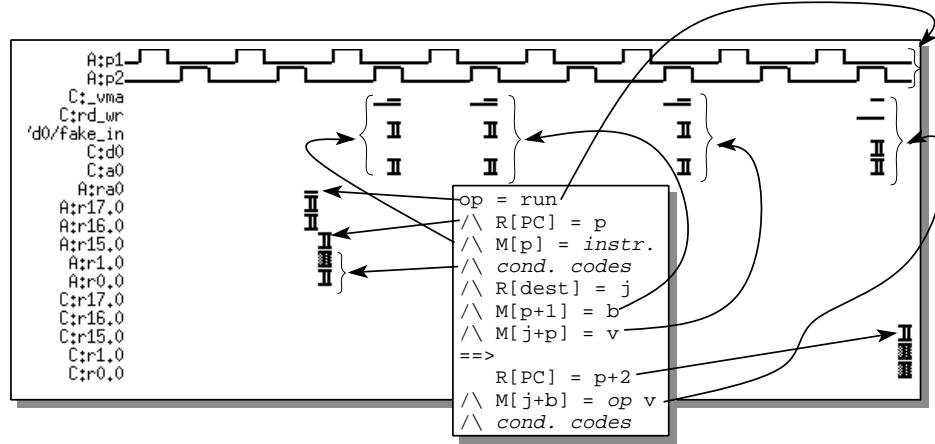 A:p1
A:p2
C:_vma
C:rd_wr
'd0/fake_in
C:d0
C:a0
A:ra0
A:r17.0
A:r16.0
A:r15.0
A:r1.0
A:r0.0
C:r17.0
C:r16.0
C:r15.0
C:r1.0
C:r0.0
op = run
/\ R[PC] = p
/\ M[p] = instr.
/\ cond. codes
/\ R[dest] = j
/\ M[p+1] = b
/\ M[j+p] = v
==>
R[PC] = p+2
/\ M[j+b] = op v
/\ cond. codes